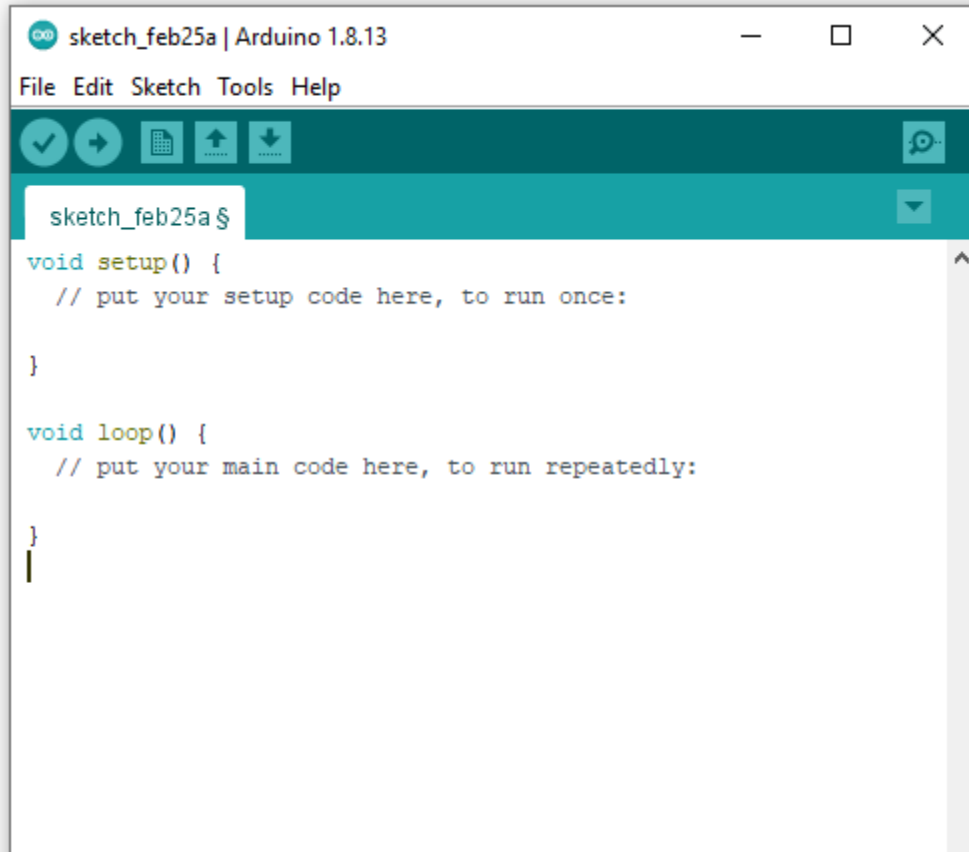 sketch_feb25a | Arduino 1.8.13
File Edit Sketch Tools Help
sketch_feb25a §
void setup() {
  // put your setup code here, to run once:
}
void loop() {
  // put your main code here, to run repeatedly:
}